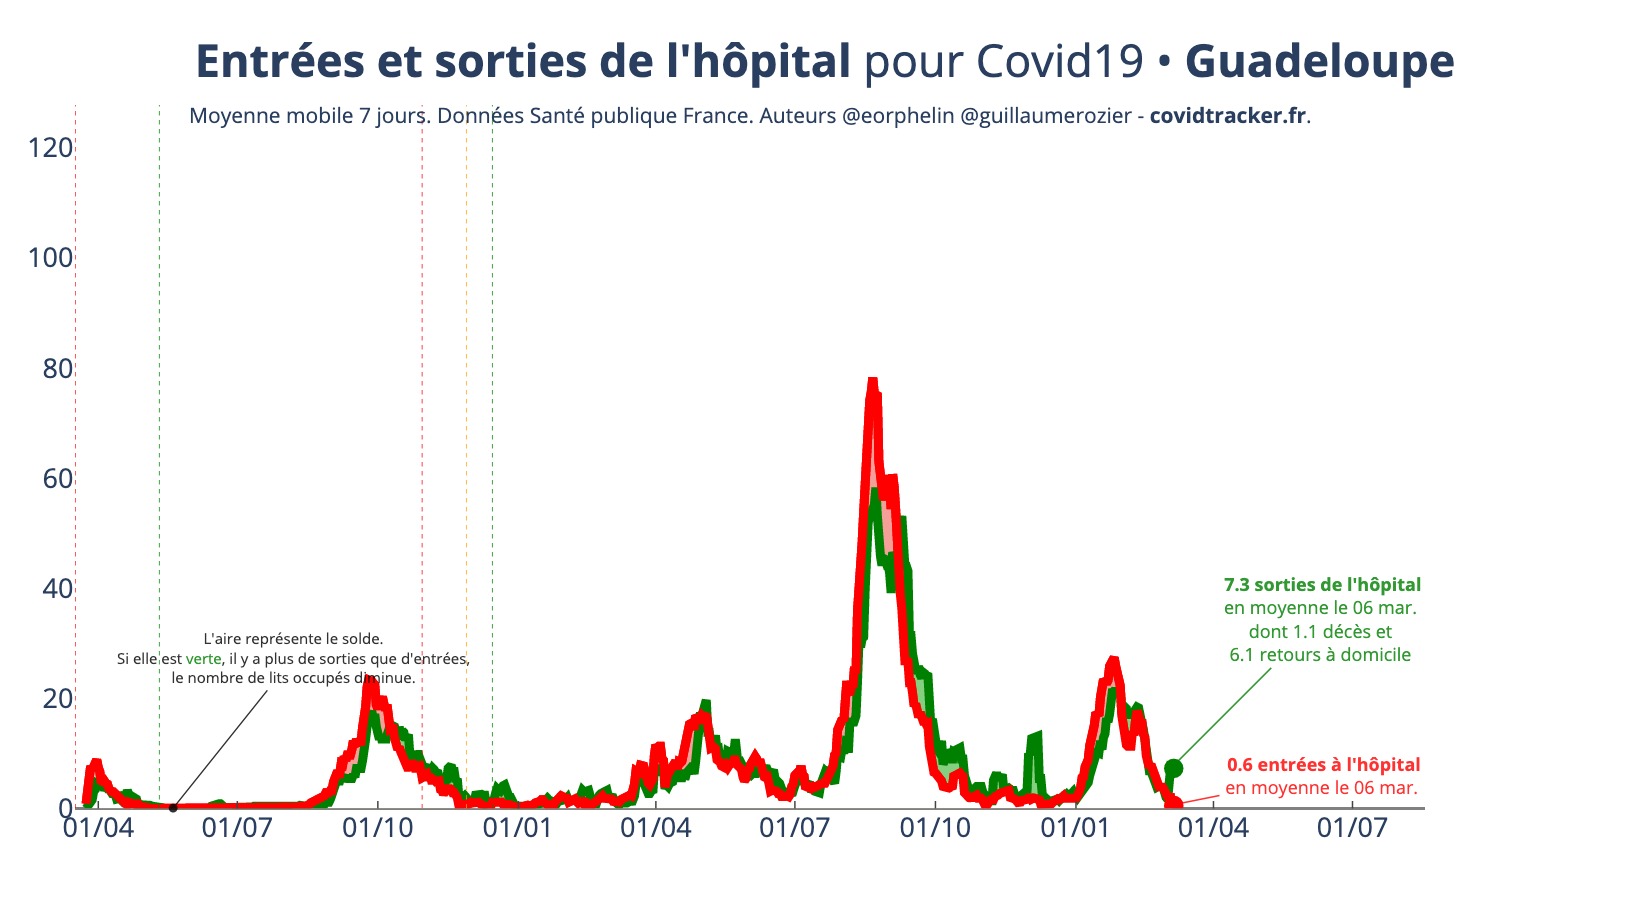 Entrées et sorties de l'hôpital pour Covid19 • Guadeloupe
Moyenne mobile 7 jours. Données Santé publique France. Auteurs @eorphelin @guillaumerozier - covidtracker.fr.
120
100
80
60
40
20
0
L'aire représente le solde.
Si elle est verte, il y a plus de sorties que d'entrées,
le nombre de lits occupés diminue.
7.3 sorties de l'hôpital
en moyenne le 06 mar.
dont 1.1 décès et
6.1 retours à domicile
0.6 entrées à l'hôpital
en moyenne le 06 mar.
01/04 01/07 01/10 01/01 01/04 01/07 01/10 01/01 01/04 01/07